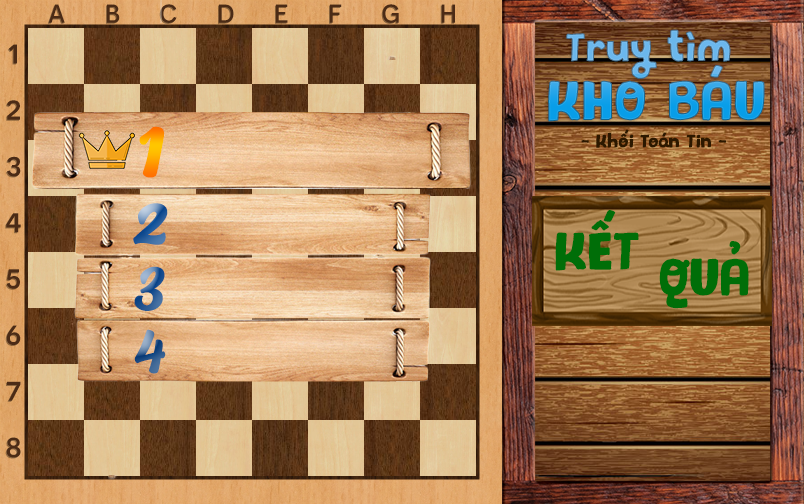 A B C D E F G H
1
2
3
4
5
6
7
8
1
2
3
4
Truy tìm
KHO BÁU
- Khối Toán Tin -
KẾT QUẢ